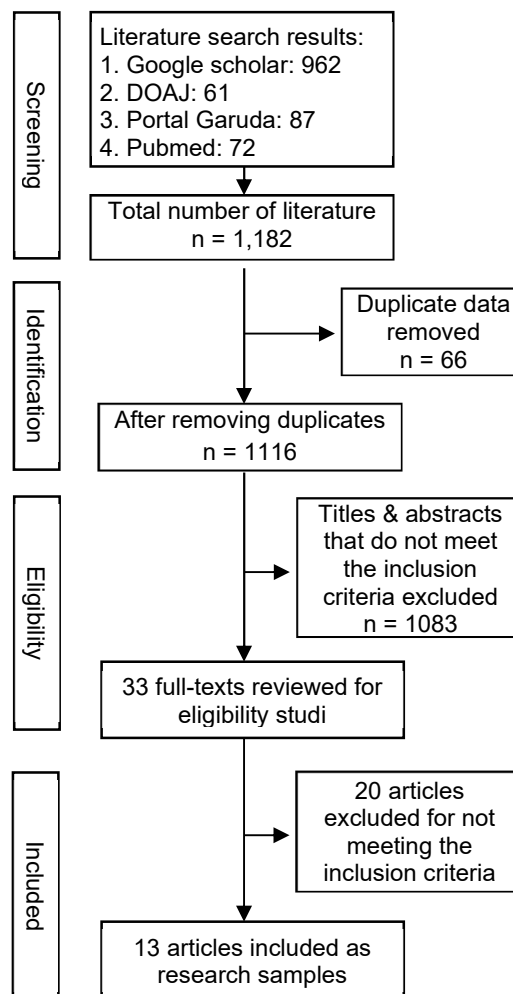 Screening
Literature search results:
1. Google scholar: 962
2. DOAJ: 61
3. Portal Garuda: 87
4. Pubmed: 72
Total number of literature
n = 1,182
Identification
Duplicate data
removed
n = 66
After removing duplicates
n = 1116
Eligibility
Titles & abstracts
that do not meet
the inclusion
criteria excluded
n = 1083
33 full-texts reviewed for
eligibility studi
Included
20 articles
excluded for not
meeting the
inclusion criteria
13 articles included as
research samples